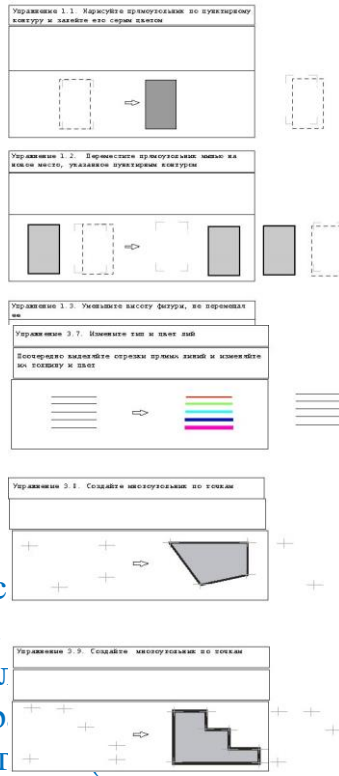 Упражнение 1.1. Нарисуйте прямоугольник по пунктирному
контуру и залейте его серым цветом
Упражнение 1.2. Переместите прямоугольник мышью на
новое место, указанное пунктирным контуром
Упражнение 1.3. Уменьшите высоту фигуры, не перемещая
ее
Упражнение 3.7. Измените тип и цвет лий
Поочередно выделяйте отрезки прямых линий и изменяйте
их толщину и цвет
Упражнение 3.8. Создайте многоугольник по точкам
с
Упражнение 3.9. Создайте многоугольник по точкам